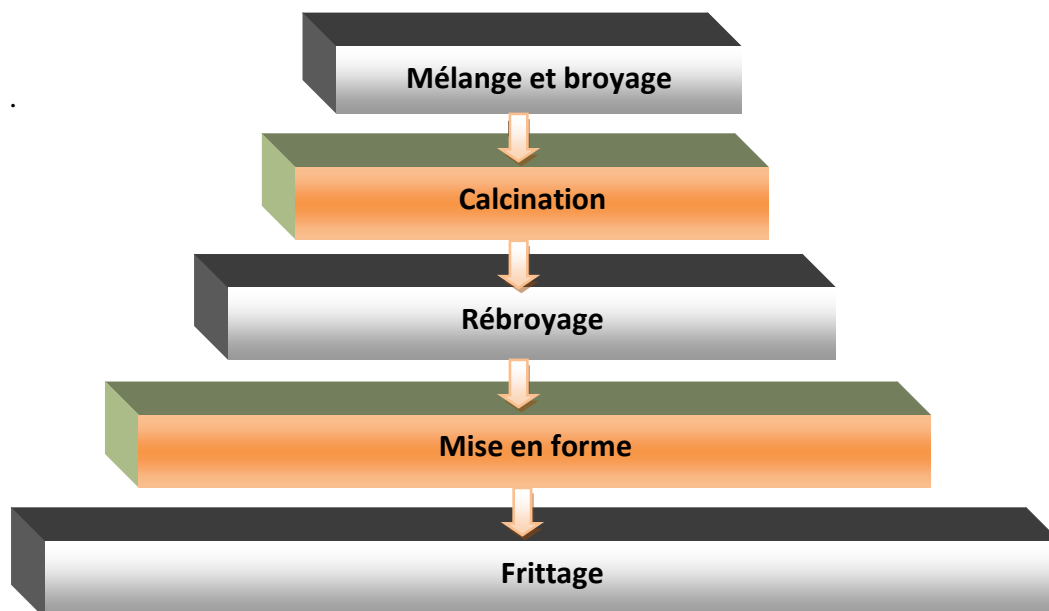 Mélange et broyage
.
Calcination
Rébroyage
Mise en forme
Frittage